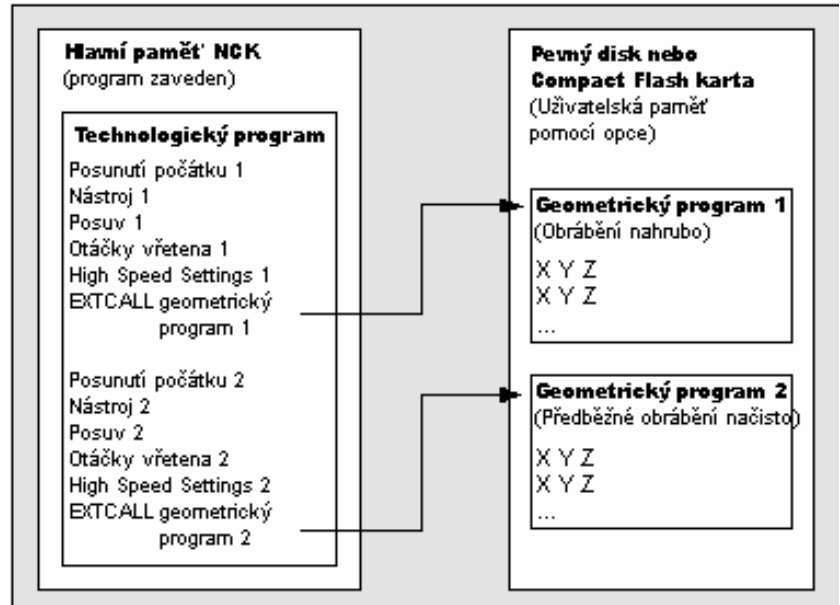 Hlavní paměť NCK
(program zaveden)
Technologický program
Posunutí počátku 1
Nástroj 1
Posuv 1
Otáčky vřetena 1
High Speed Settings 1
EXTCALL geometrický
program 1
Posunutí počátku 2
Nástroj 2
Posuv 2
Otáčky vřetena 2
High Speed Settings 2
EXTCALL geometrický
program 2
Pevný disk nebo
Compact Flash karta
(Uživatelská paměť
pomocí opce)
Geometrický program 1
(Obrábění nahrubo)
X Y Z
X Y Z
...
Geometrický program 2
(Předběžné obrábění načisto)
X Y Z
X Y Z
...